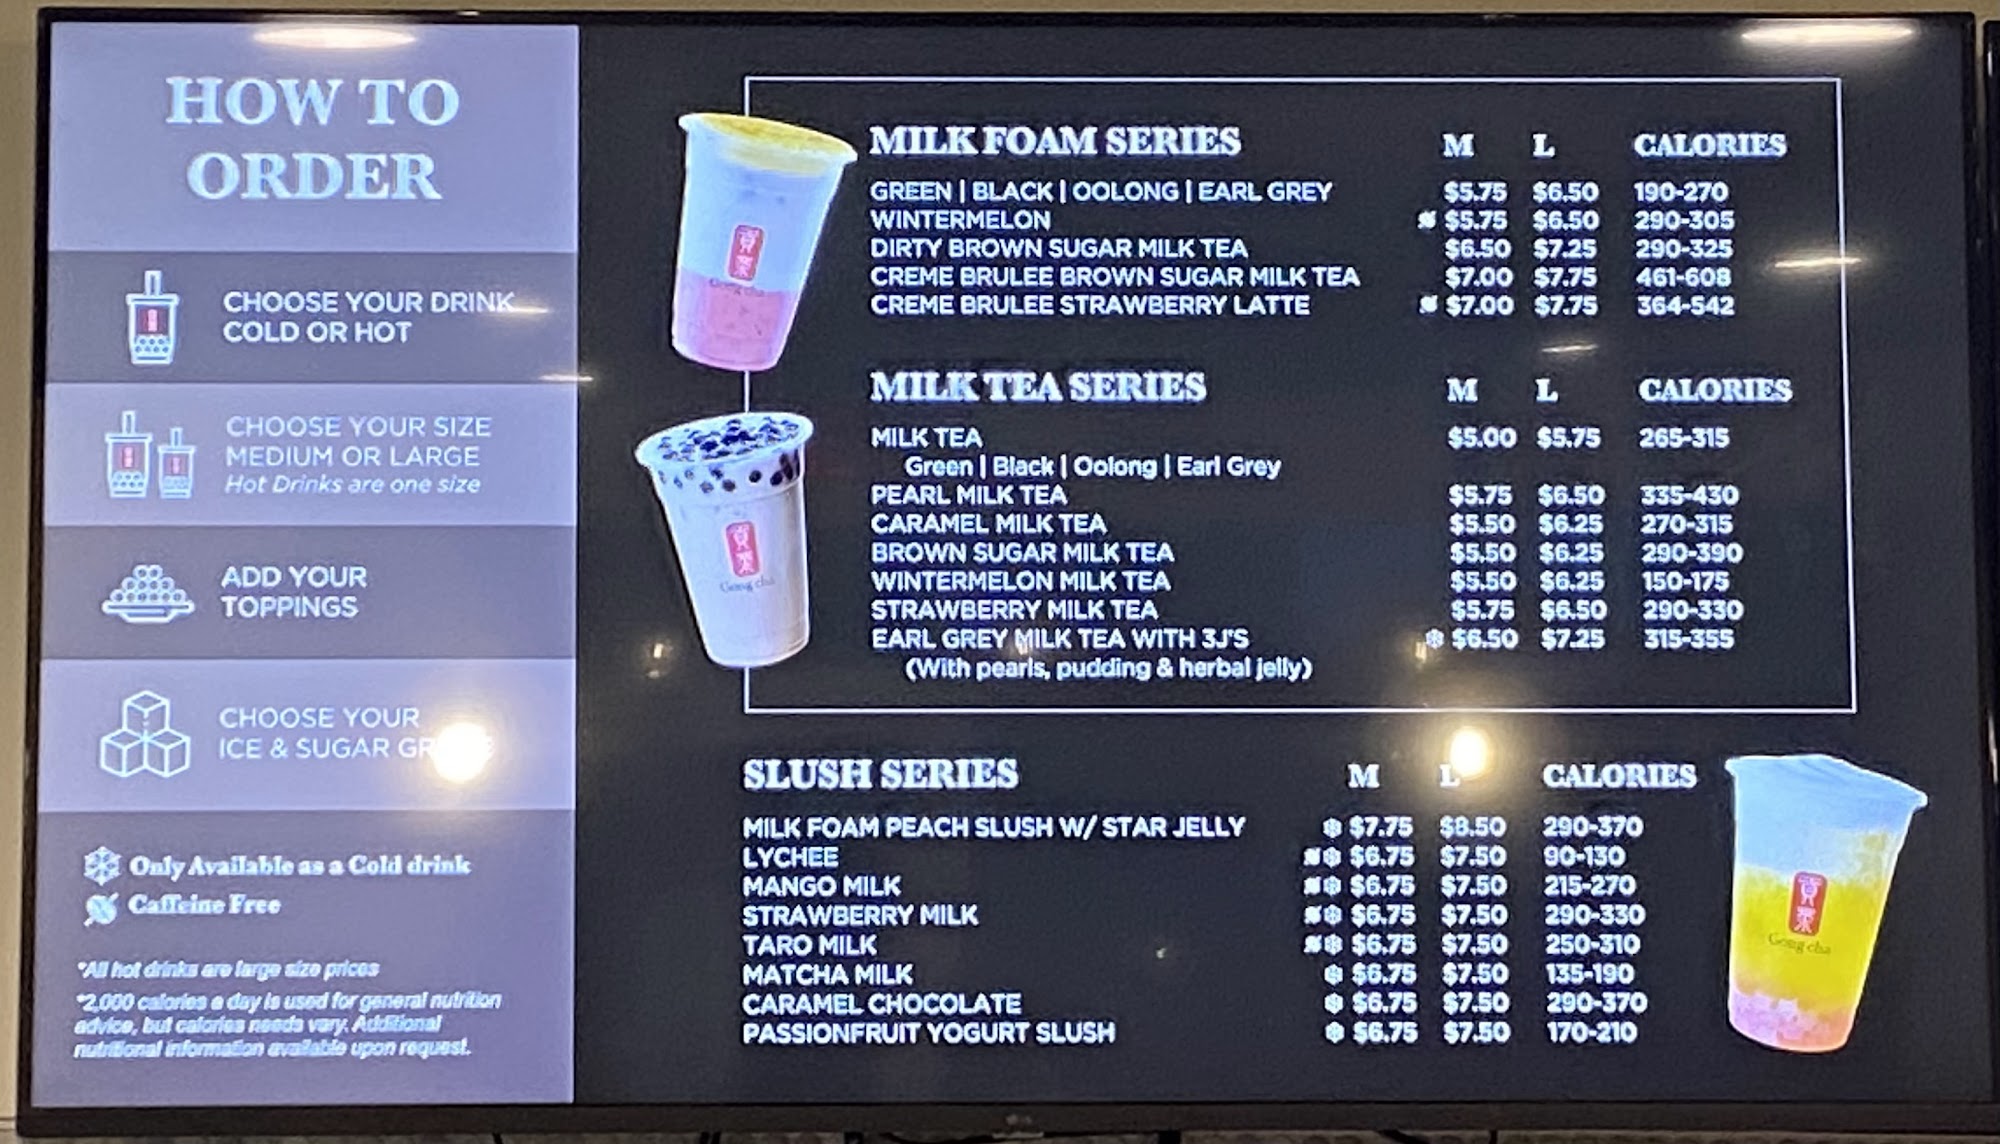 HOW TO
ORDER
CHOOSE YOUR DRINK
COLD OR HOT
CHOOSE YOUR SIZE
MEDIUM OR LARGE
Hot Drinks are one size
ADD YOUR
TOPPINGS
CHOOSE YOUR
ICE & SUGAR
Only Available as a Cold drink
Caffeine Free
*All hot drinks are large size prices
*2,000 calories a day is used for general nutrition
advice, but calories needs vary. Additional
nutritional information available upon request.
MILK FOAM SERIES M L CALORIES
GREEN | BLACK | OOLONG | EARL GREY $5.75 $6.50 190-270
WINTERMELON $5.75 $6.50 290-305
DIRTY BROWN SUGAR MILK TEA $6.50 $7.25 290-325
CREME BRULEE BROWN SUGAR MILK TEA $7.00 $7.75 461-608
CREME BRULEE STRAWBERRY LATTE $7.00 $7.75 364-542
MILK TEA SERIES M L CALORIES
MILK TEA $5.00 $5.75 265-315
Green | Black | Oolong | Earl Grey
PEARL MILK TEA $5.75 $6.50 335-430
CARAMEL MILK TEA $5.50 $6.25 270-315
BROWN SUGAR MILK TEA $5.50 $6.25 290-390
WINTERMELON MILK TEA $5.50 $6.25 150-175
STRAWBERRY MILK TEA $5.75 $6.50 290-330
EARL GREY MILK TEA WITH 3J'S $6.50 $7.25 315-355
(With pearls, pudding & herbal jelly)
SLUSH SERIES M L CALORIES
MILK FOAM PEACH SLUSH W/ STAR JELLY $7.75 $8.50 290-370
LYCHEE $6.75 $7.50 90-130
MANGO MILK $6.75 $7.50 215-270
STRAWBERRY MILK $6.75 $7.50 290-330
TARO MILK $6.75 $7.50 250-310
MATCHA MILK $6.75 $7.50 135-190
CARAMEL CHOCOLATE $6.75 $7.50 290-370
PASSIONFRUIT YOGURT SLUSH $6.75 $7.50 170-210
貢茶
Gong cha
貢茶
Gong cha
貢茶
Gong cha